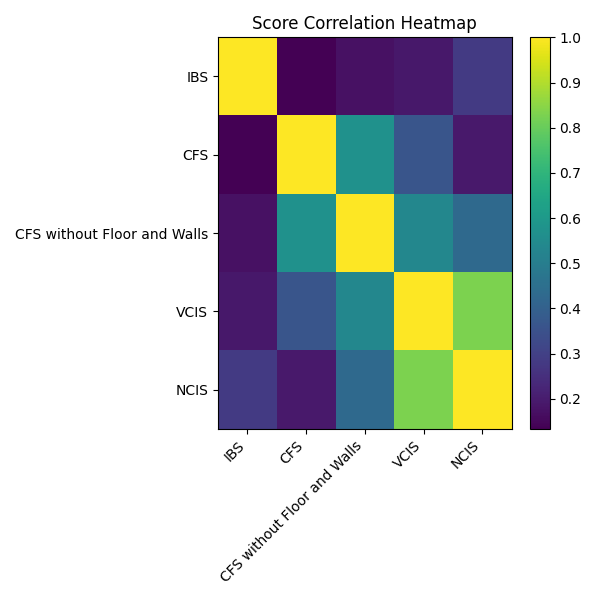 Score Correlation Heatmap
IBS
CFS
CFS without Floor and Walls
VCIS
NCIS
IBS
CFS
CFS without Floor and Walls
VCIS
NCIS
1.0
0.9
0.8
0.7
0.6
0.5
0.4
0.3
0.2